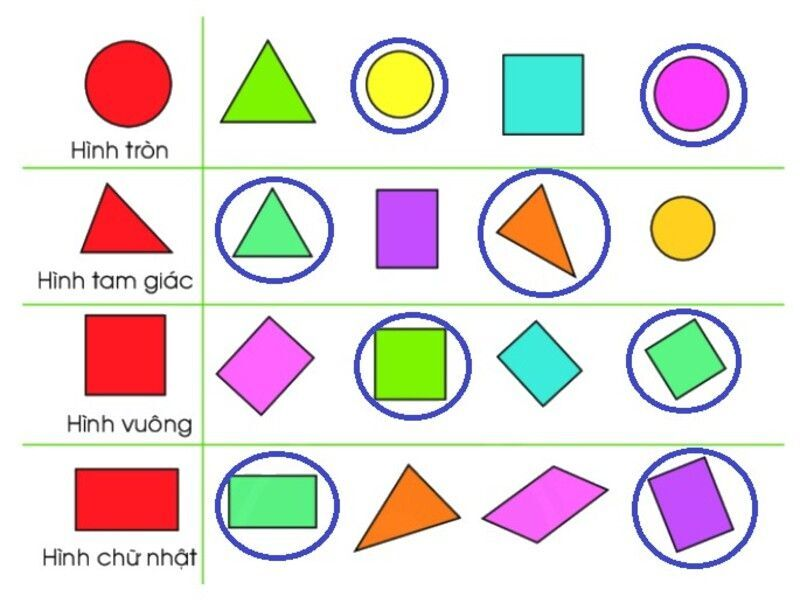 Hình tròn
Hình tam giác
Hình vuông
Hình chữ nhật